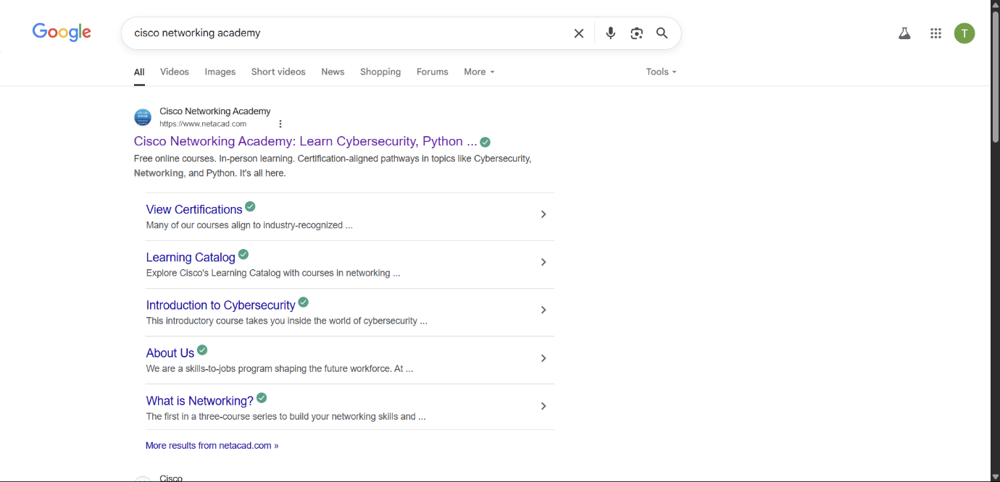 Google
cisco networking academy
T
All Videos Images Short videos News Shopping Forums More Tools
Cisco Networking Academy
https://www.netacad.com
Cisco Networking Academy: Learn Cybersecurity, Python ...
Free online courses. In-person learning. Certification-aligned pathways in topics like Cybersecurity,
Networking, and Python. It's all here.
View Certifications
Many of our courses align to industry-recognized ...
Learning Catalog
Explore Cisco's Learning Catalog with courses in networking ...
Introduction to Cybersecurity
This introductory course takes you inside the world of cybersecurity ...
About Us
We are a skills-to-jobs program shaping the future workforce. At ...
What is Networking?
The first in a three-course series to build your networking skills and ...
More results from netacad.com »
Cisco